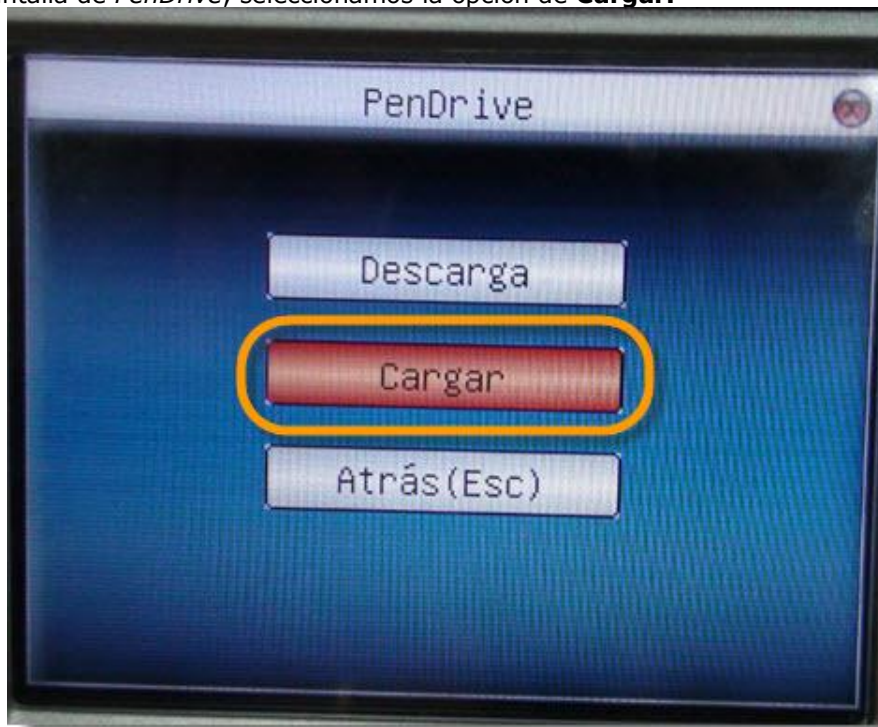 ntalla de PenDrive, seleccionamos la opción de Cargar.
PenDrive
Descarga
Cargar
Atrás(Esc)